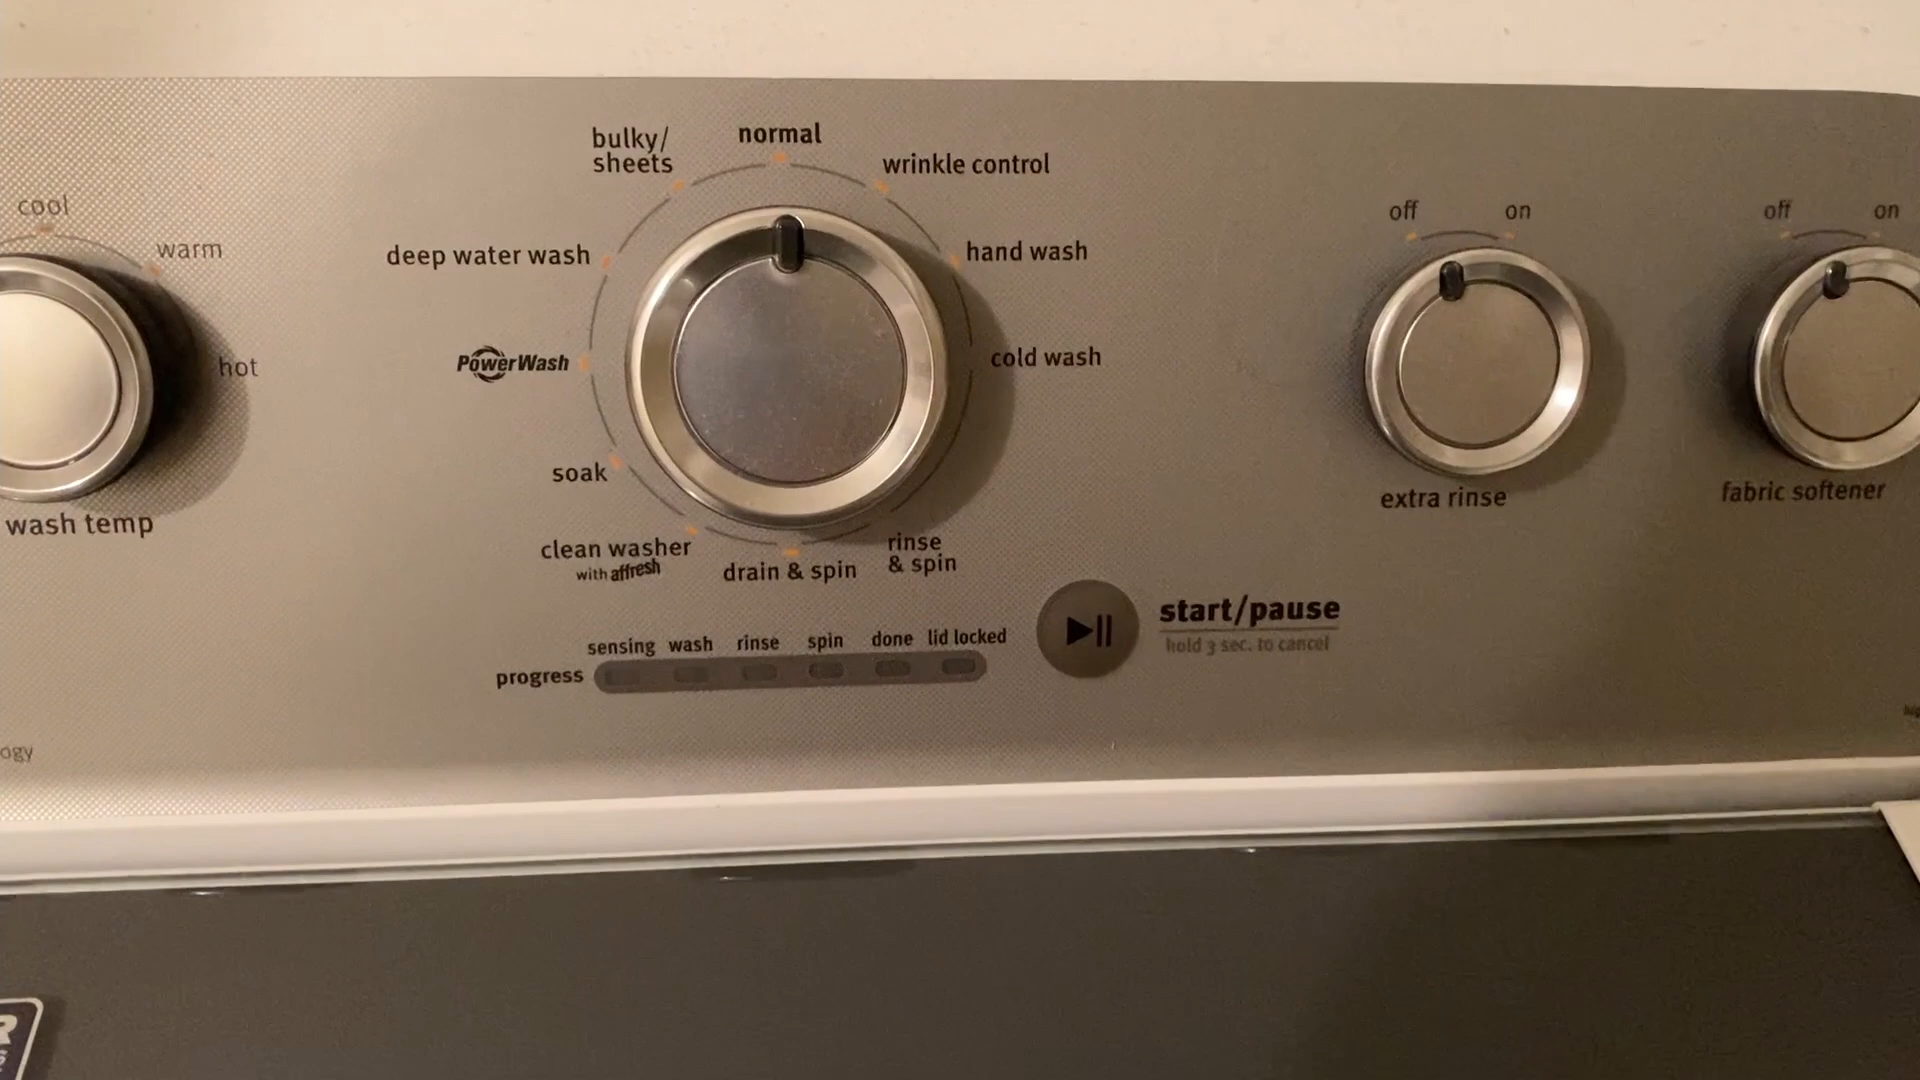 cool
warm
hot
wash temp
bulky/
sheets
normal
wrinkle control
deep water wash
hand wash
PowerWash
cold wash
soak
clean washer
with affresh
drain & spin
rinse
& spin
sensing wash rinse spin done lid locked
progress
start/pause
hold 3 sec. to cancel
off on
extra rinse
off on
fabric softener
ogy
R